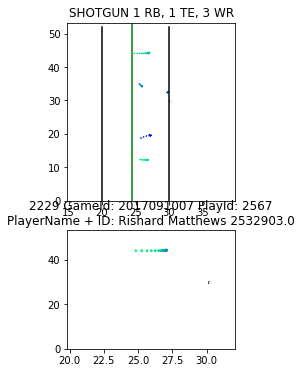 SHOTGUN 1 RB, 1 TE, 3 WR
50
40
30
20
10
0
15 20 25 30 35
2229 GameId: 2017091007 PlayId: 2567
PlayerName + ID: Rishard Matthews 2532903.0
40
20
0
20.0 22.5 25.0 27.5 30.0